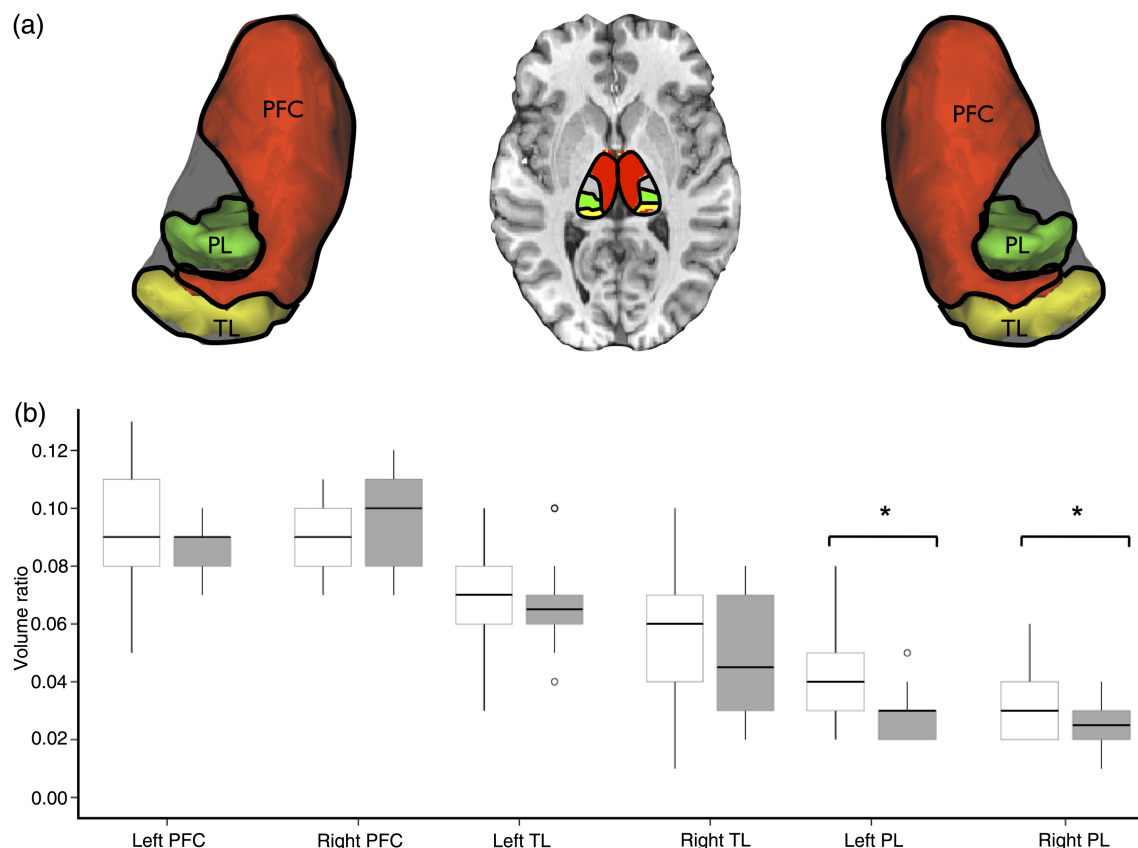 (a)
PFC
PFC
PL
PL
TL
TL
(b)
0.12
0.10
* *
0.08
Volume ratio
0.06
0.04
0.02
0.00
Left PFC Right PFC Left TL Right TL Left PL Right PL